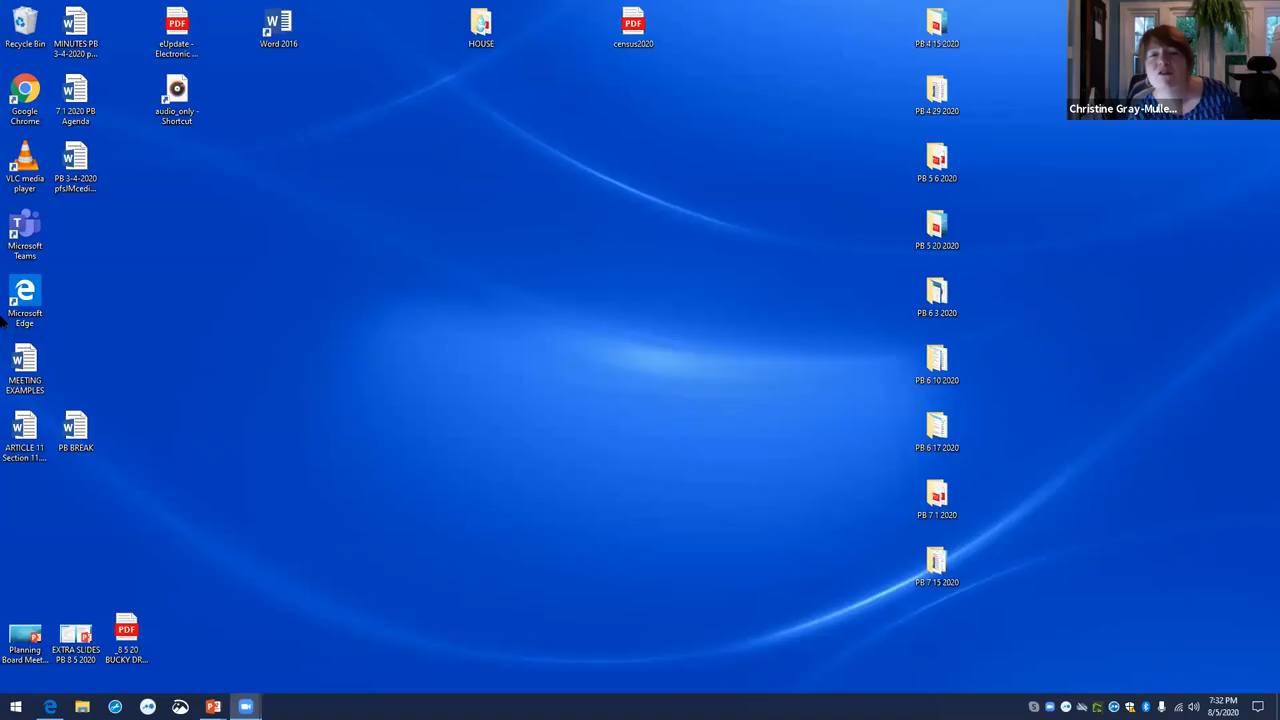 Recycle Bin
MINUTES PB
3-4-2020 p...
PDF
eUpdate -
Electronic ...
Word 2016
HOUSE
PDF
census2020
PB 4 15 2020
Christine Gray-Mulle...
Google
Chrome
7 1 2020 PB
Agenda
audio_only -
Shortcut
PB 4 29 2020
VLC media
player
PB 3-4-2020
pfsJMcedi...
PB 5 6 2020
Microsoft
Teams
PB 5 20 2020
Microsoft
Edge
PB 6 3 2020
MEETING
EXAMPLES
PB 6 10 2020
ARTICLE 11
Section 11....
PB BREAK
PB 6 17 2020
PB 7 1 2020
PB 7 15 2020
Planning
Board Meet...
EXTRA SLIDES
PB 8 5 2020
PDF
_8 5 20
BUCKY DR...
7:32 PM
8/5/2020